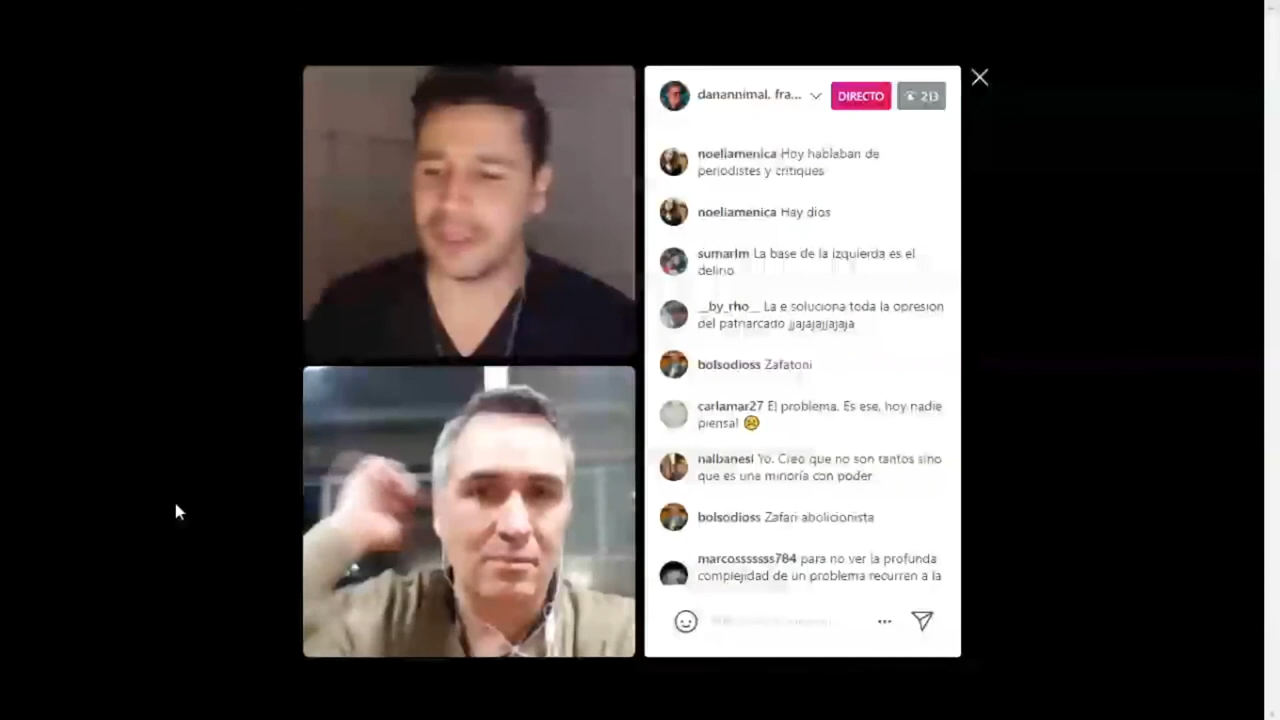 danannimal, fra...
DIRECTO
213
noeliamenica Hoy hablaban de
periodistes y critiques
noeliamenica Hay dios
sumarlm La base de la izquierda es el
delirio
__by_rho__ La e soluciona toda la opresion
del patriarcado jjajajajjajaja
bolsodioss Zafatoni
carlamar27 El problema. Es ese, hoy nadie
piensa!
nalbanesi Yo. Creo que no son tantos sino
que es una minoría con poder
bolsodioss Zafari abolicionista
marcosssssss784 para no ver la profunda
complejidad de un problema recurren a la